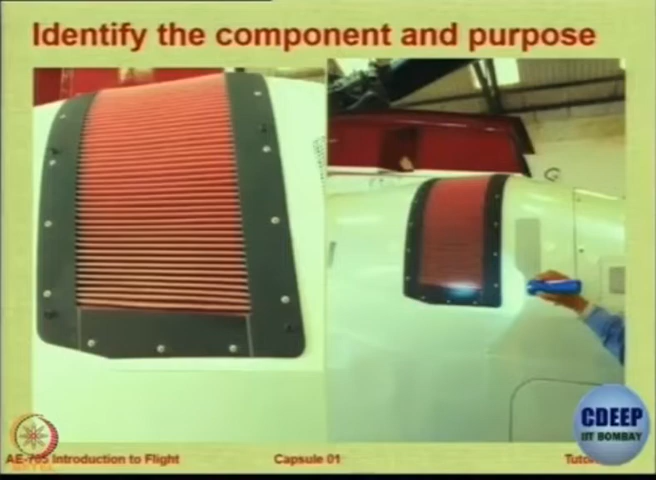 Identify the component and purpose
CDEEP
IIT BOMBAY
AE-705 Introduction to Flight
Capsule 01